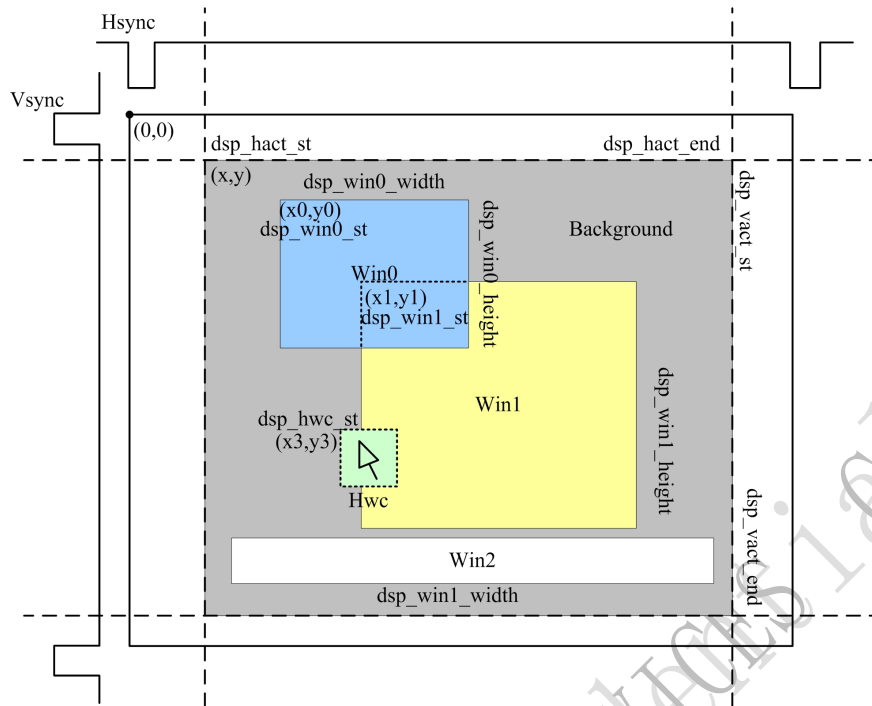 Hsync
Vsync
(0,0)
dsp_hact_st
dsp_hact_end
(x,y)
dsp_win0_width
dsp_vact_st
(x0,y0)
dsp_win0_st
dsp_win0_height
Background
Win0
(x1,y1)
dsp_win1_st
Win1
dsp_win1_height
dsp_hwc_st
(x3,y3)
Hwc
dsp_vact_end
Win2
dsp_win1_width